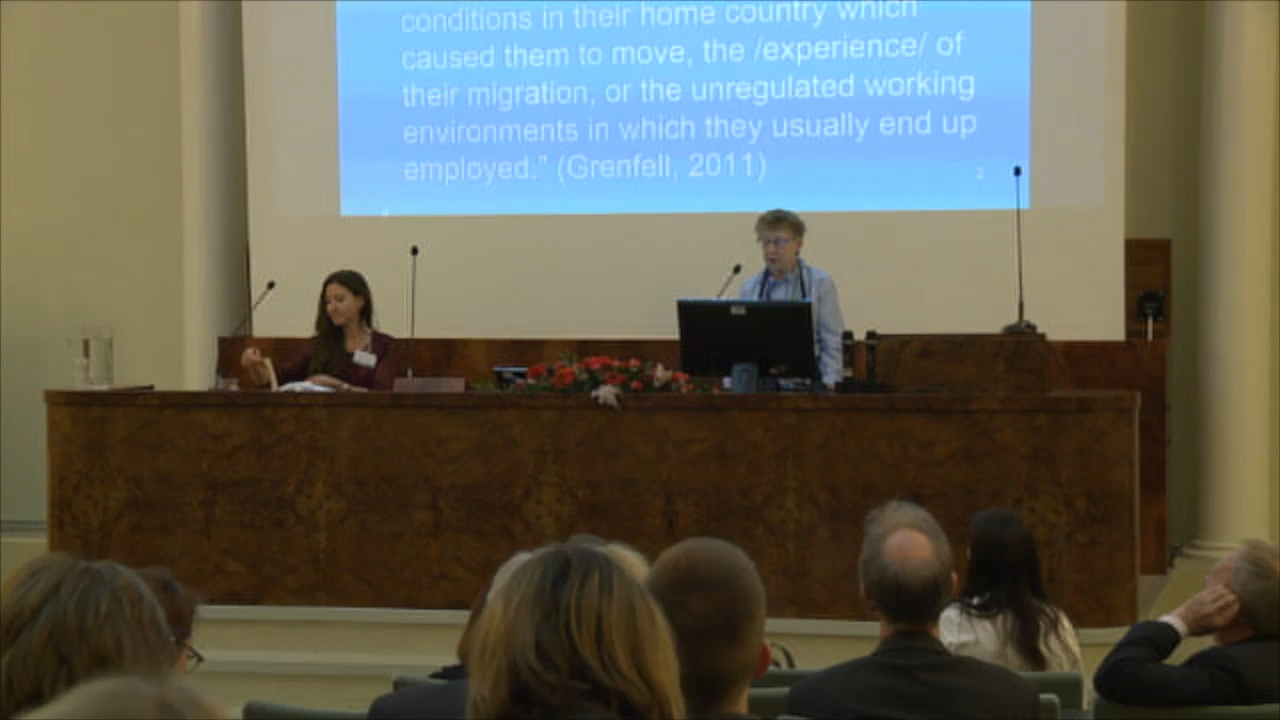 conditions in their home country which
caused them to move, the /experience/ of
their migration, or the unregulated working
environments in which they usually end up
employed.” (Grenfell, 2011)
2